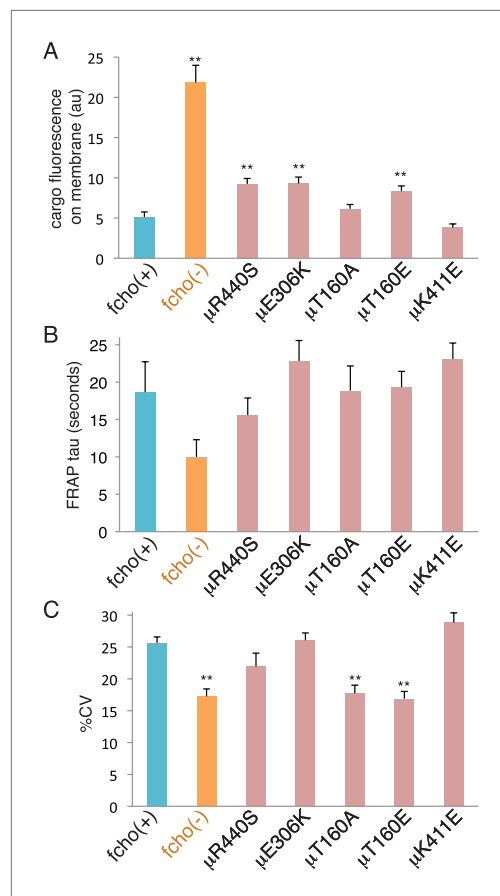 A
cargo fluorescence
on membrane (au)
25
20
15
10
5
0
**
**
**
**
fcho(+)
fcho(-)
μR440S
μE306K
μT160A
μT160E
μK411E
B
FRAP tau (seconds)
25
20
15
10
5
0
fcho(+)
fcho(-)
μR440S
μE306K
μT160A
μT160E
μK411E
C
%CV
30
25
20
15
10
5
0
**
**
**
fcho(+)
fcho(-)
μR440S
μE306K
μT160A
μT160E
μK411E